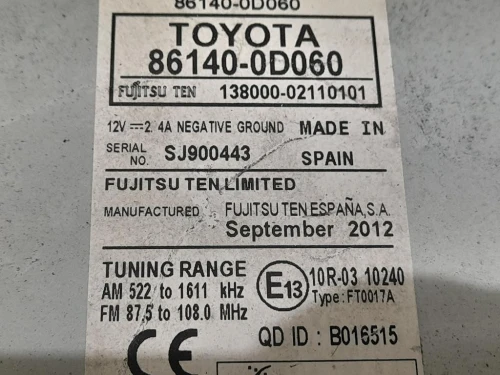 86140-0D060
TOYOTA
86140-0D060
FUJITSU TEN 138000-02110101
12V⎓2.4A NEGATIVE GROUND MADE IN
SERIAL NO. SJ900443 SPAIN
FUJITSU TEN LIMITED
MANUFACTURED FUJITSU TEN ESPAÑA,S.A.
September 2012
TUNING RANGE
AM 522 to 1611 kHz
FM 87.5 to 108.0 MHz
E13 10R-03 10240
Type: FT0017A
QD ID : B016515
CE